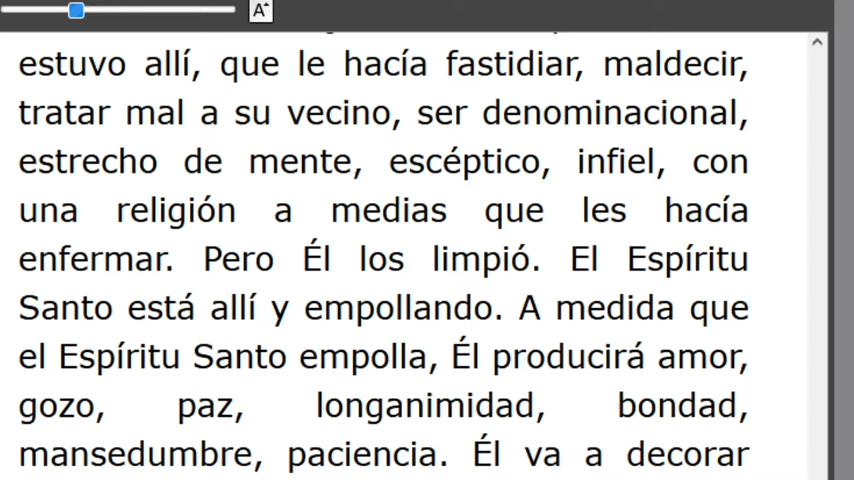 A
estuvo allí, que le hacía fastidiar, maldecir,
tratar mal a su vecino, ser denominacional,
estrecho de mente, escéptico, infiel, con
una religión a medias que les hacía
enfermar. Pero Él los limpió. El Espíritu
Santo está allí y empollando. A medida que
el Espíritu Santo empolla, Él producirá amor,
gozo, paz, longanimidad, bondad,
mansedumbre, paciencia. Él va a decorar